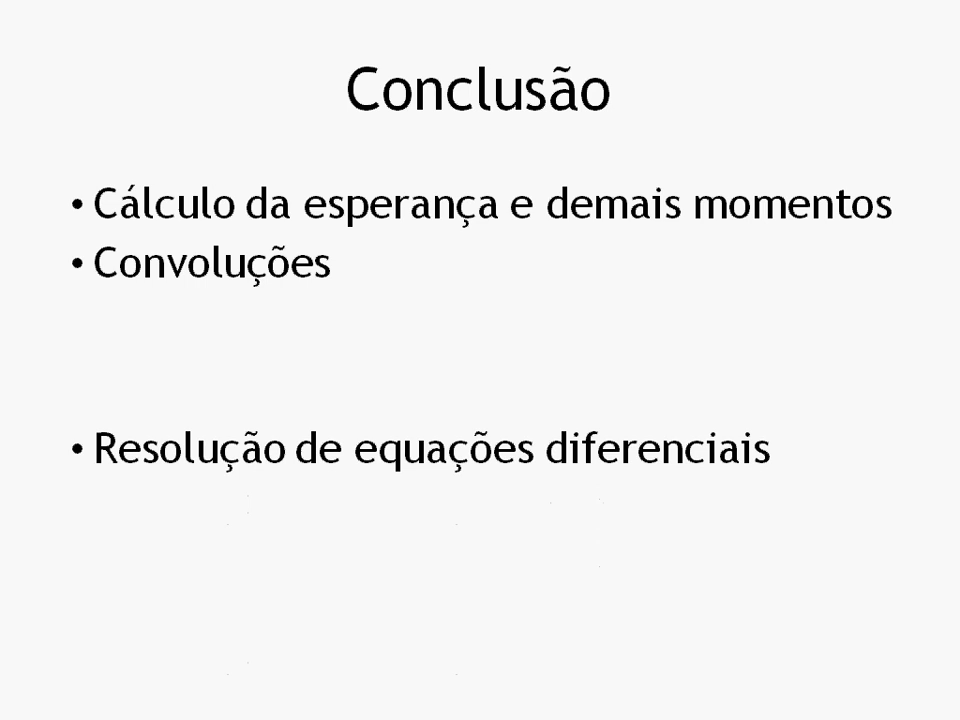 Conclusão
• Cálculo da esperança e demais momentos
• Convoluções
• Resolução de equações diferenciais